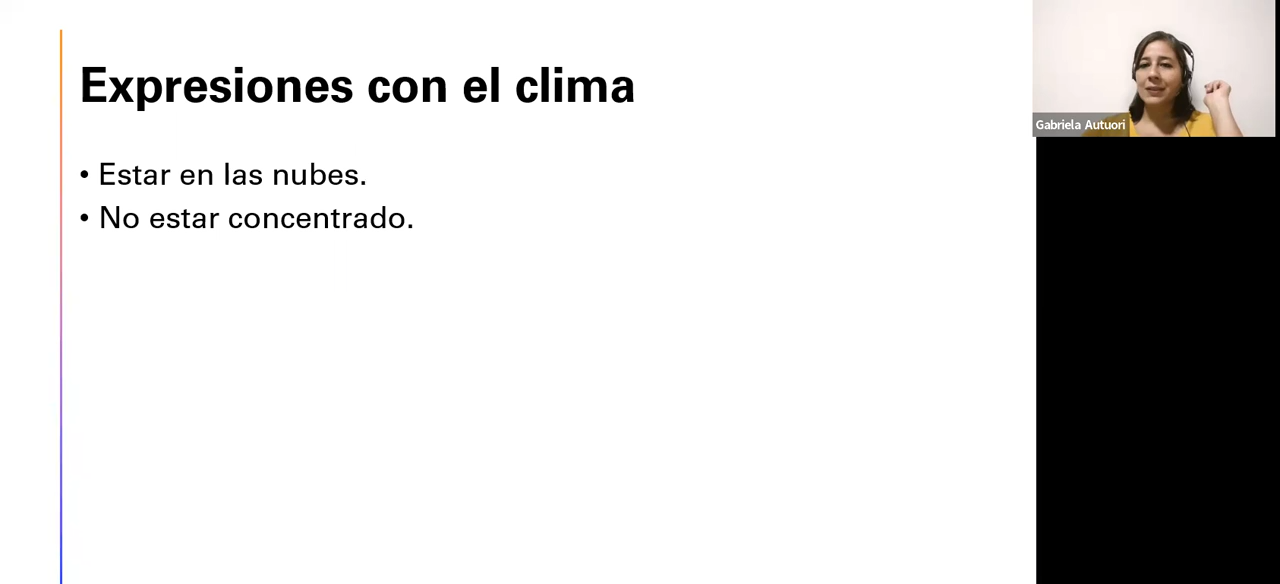 Expresiones con el clima
• Estar en las nubes.
• No estar concentrado.
Gabriela Autuori